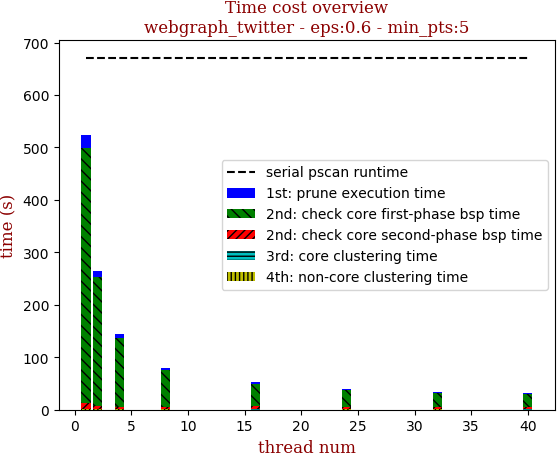 Time cost overview
webgraph_twitter - eps:0.6 - min_pts:5
700
600
500
400
300
200
100
0
time (s)
serial pscan runtime
1st: prune execution time
2nd: check core first-phase bsp time
2nd: check core second-phase bsp time
3rd: core clustering time
4th: non-core clustering time
0 5 10 15 20 25 30 35 40
thread num